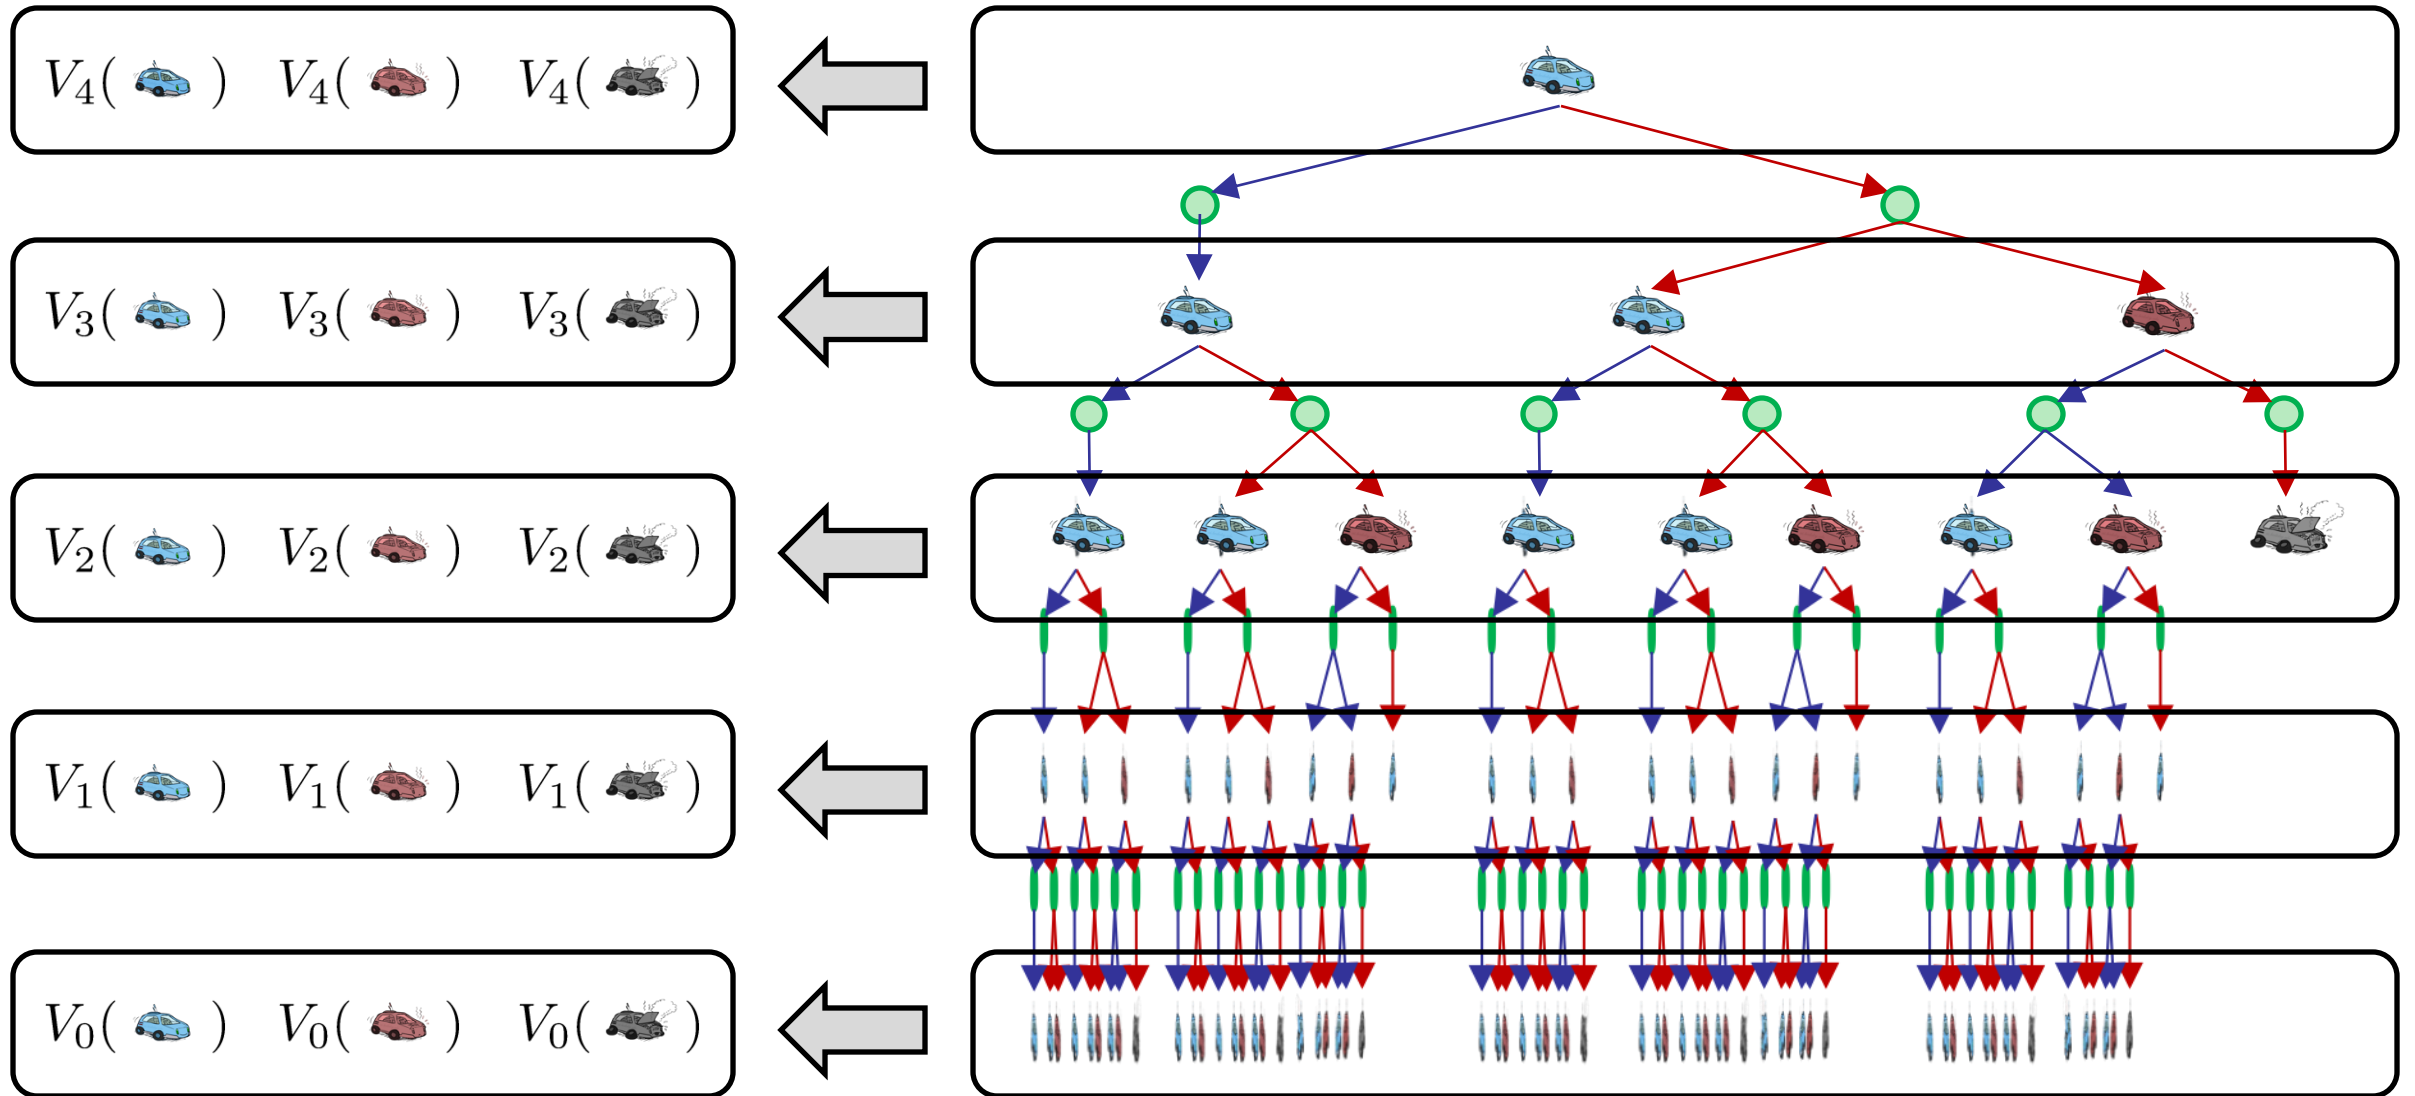 V4( ) V4( ) V4( )
V3( ) V3( ) V3( )
V2( ) V2( ) V2( )
V1( ) V1( ) V1( )
V0( ) V0( ) V0( )